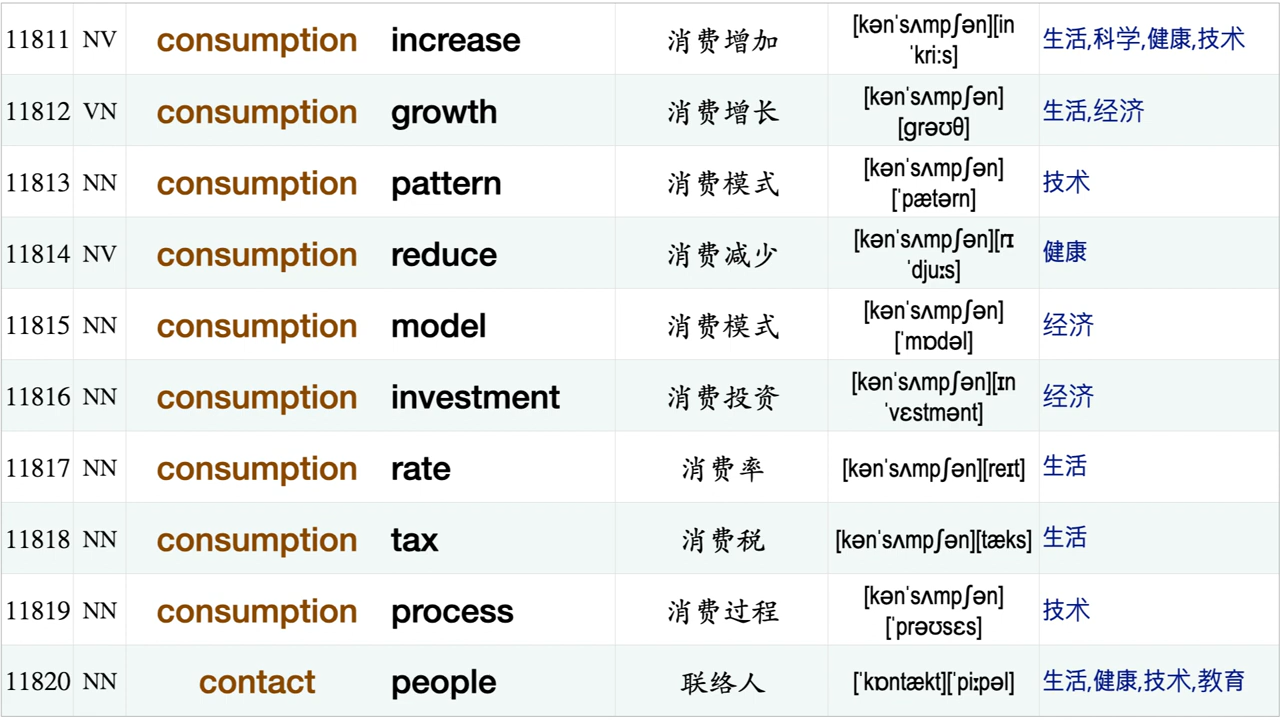 11811 NV consumption increase 消费增加 [kənˈsʌmpʃən][in
ˈkri:s] 生活,科学,健康,技术
11812 VN consumption growth 消费增长 [kənˈsʌmpʃən]
[ɡrəʊθ] 生活,经济
11813 NN consumption pattern 消费模式 [kənˈsʌmpʃən]
[ˈpætərn] 技术
11814 NV consumption reduce 消费减少 [kənˈsʌmpʃən][rɪ
ˈdjuːs] 健康
11815 NN consumption model 消费模式 [kənˈsʌmpʃən]
[ˈmɒdəl] 经济
11816 NN consumption investment 消费投资 [kənˈsʌmpʃən][ɪn
ˈvɛstmənt] 经济
11817 NN consumption rate 消费率 [kənˈsʌmpʃən][reɪt] 生活
11818 NN consumption tax 消费税 [kənˈsʌmpʃən][tæks] 生活
11819 NN consumption process 消费过程 [kənˈsʌmpʃən]
[ˈprəʊsɛs] 技术
11820 NN contact people 联络人 [ˈkɒntækt][ˈpiːpəl] 生活,健康,技术,教育